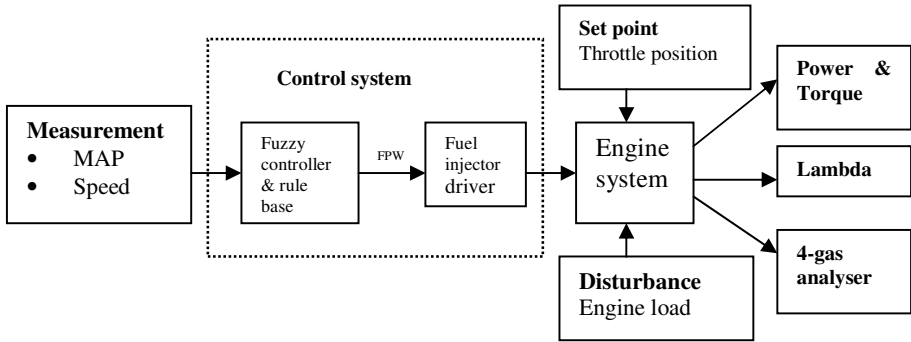 Measurement
• MAP
• Speed
Control system
Fuzzy
controller
& rule
base
FPW
Fuel
injector
driver
Set point
Throttle position
Engine
system
Disturbance
Engine load
Power &
Torque
Lambda
4-gas
analyser